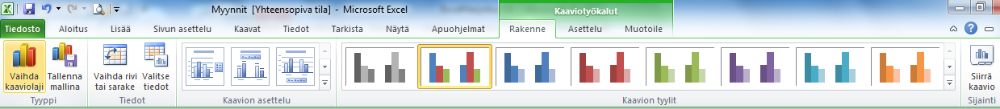 Myynnit [Yhteensopiva tila] - Microsoft Excel
Kaaviotyökalut
Tiedosto Aloitus Lisää Sivun asettelu Kaavat Tiedot Tarkista Näytä Apuohjelmat Rakenne Asettelu Muotoile
Vaihda kaaviolaji
Tallenna mallina
Vaihda rivi tai sarake
Valitse tiedot
Siirrä kaavio
Tyyppi Tiedot Kaavion asettelu Kaavion tyylit Sijainti